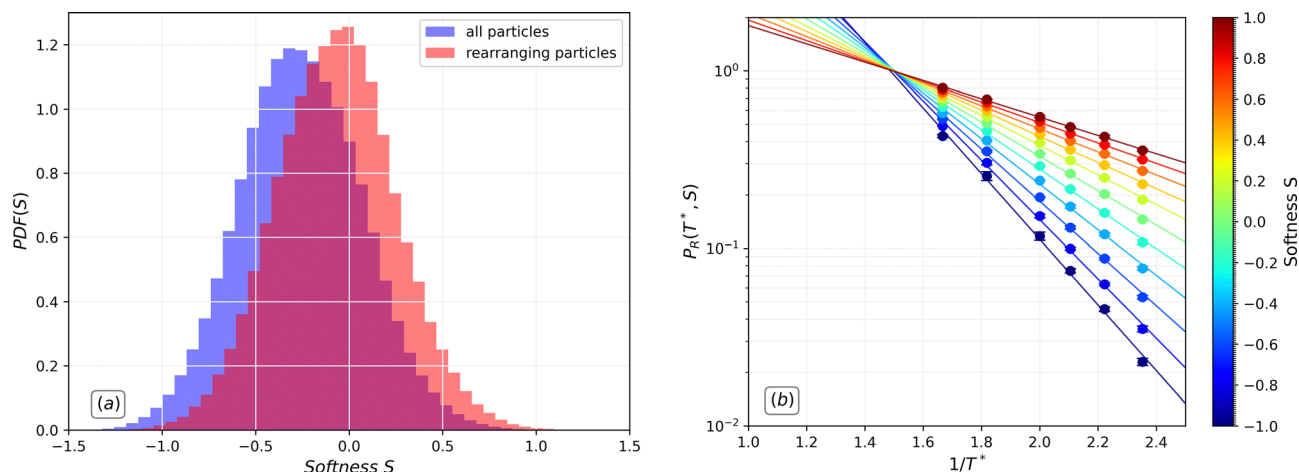 all particles
rearranging particles
PDF(S)
1.2
1.0
0.8
0.6
0.4
0.2
0.0
(a)
−1.5 −1.0 −0.5 0.0 0.5 1.0 1.5
Softness S
P_R(T^*, S)
10^0
10^{-1}
10^{-2}
(b)
1.0 1.2 1.4 1.6 1.8 2.0 2.2 2.4
1/T^*
1.0
0.8
0.6
0.4
0.2
0.0
−0.2
−0.4
−0.6
−0.8
−1.0
Softness S